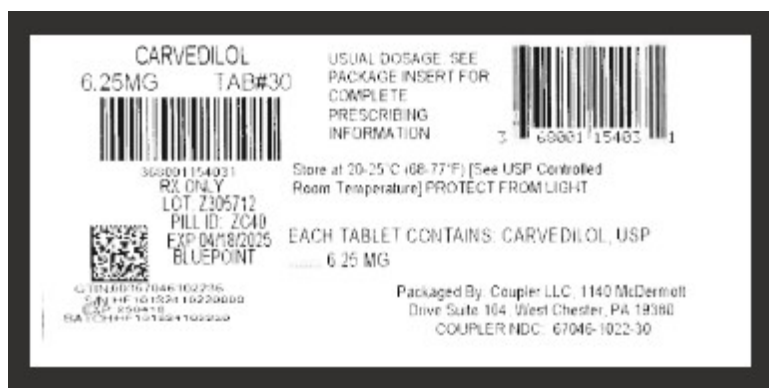 CARVEDILOL
6.25MG TAB#30
368001154031
RX ONLY
LOT: Z305712
PILL ID: ZC40
EXP 04/18/2025
BLUEPOINT
EXP: 250418
USUAL DOSAGE: SEE
PACKAGE INSERT FOR
COMPLETE
PRESCRIBING
INFORMATION
3 68001 15403 1
Store at 20-25°C (68-77°F) [See USP Controlled
Room Temperature] PROTECT FROM LIGHT
EACH TABLET CONTAINS: CARVEDILOL, USP
........ 6.25 MG
Packaged By: Coupler LLC, 1140 McDermott
Drive Suite 104, West Chester, PA 19380
COUPLER NDC: 67046-1022-30